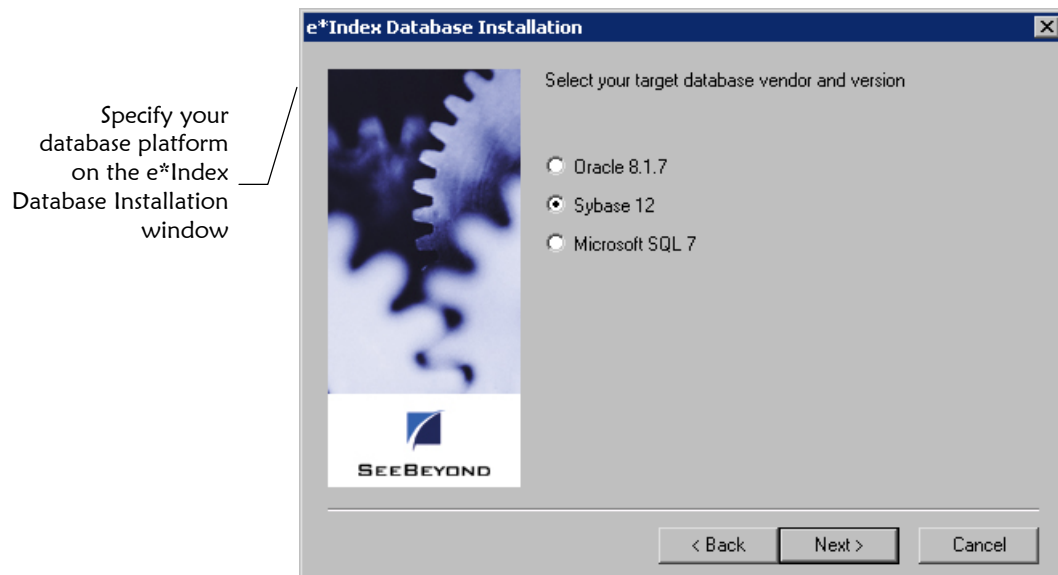 Specify your
database platform
on the e*Index
Database Installation
window
e*Index Database Installation
Select your target database vendor and version
Oracle 8.1.7
Sybase 12
Microsoft SQL 7
SEEBEYOND
< Back
Next >
Cancel